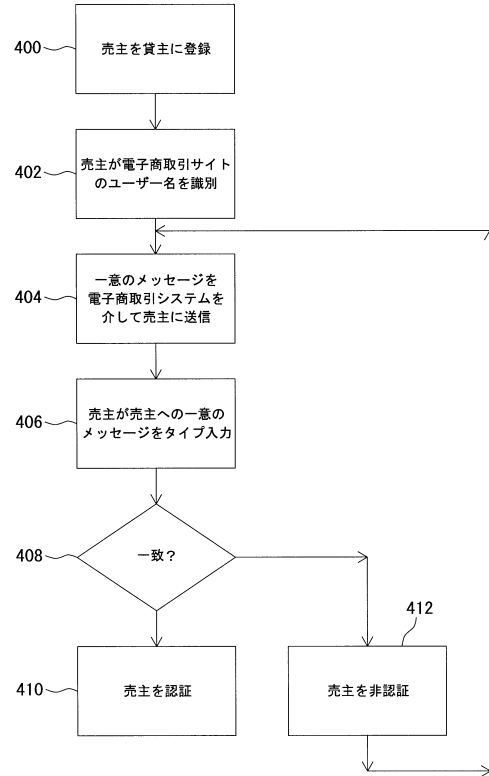 400
売主を貸主に登録
402
売主が電子商取引サイト
のユーザー名を識別
404
一意のメッセージを
電子商取引システムを
介して売主に送信
406
売主が売主への一意の
メッセージをタイプ入力
408
一致?
410
売主を認証
412
売主を非認証